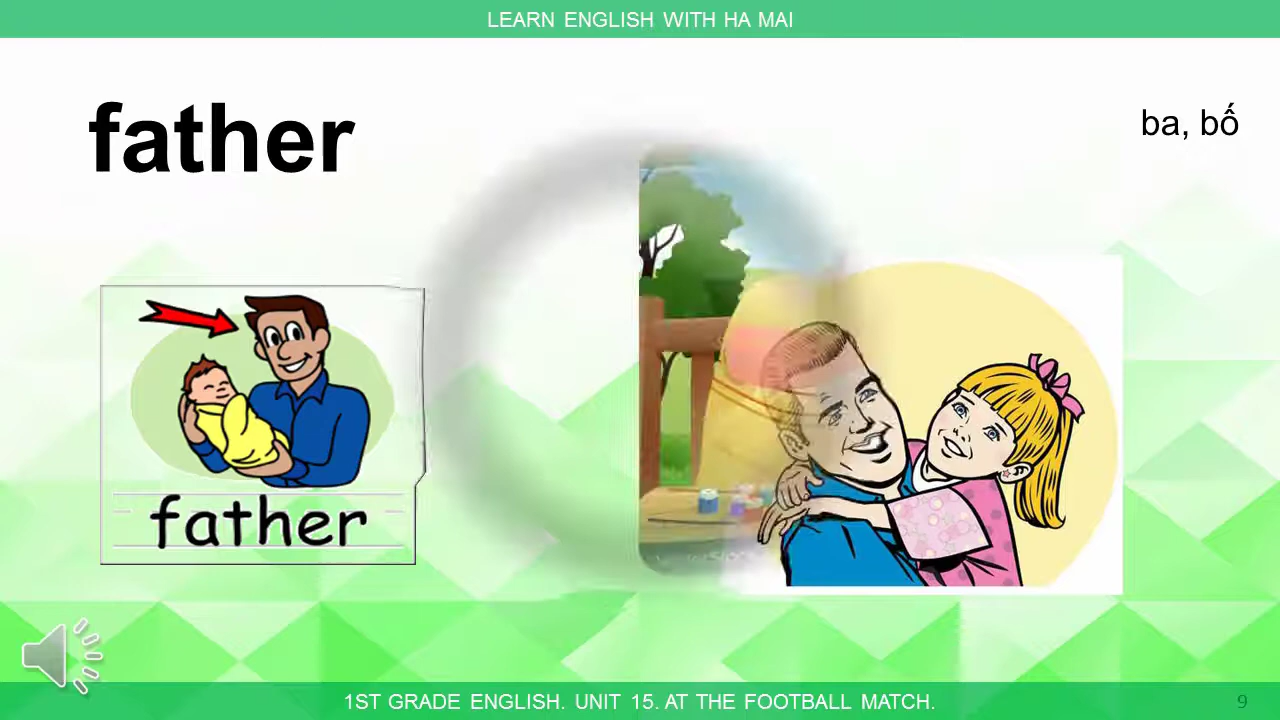 LEARN ENGLISH WITH HA MAI
father
ba, bố
father
1ST GRADE ENGLISH. UNIT 15. AT THE FOOTBALL MATCH.
9